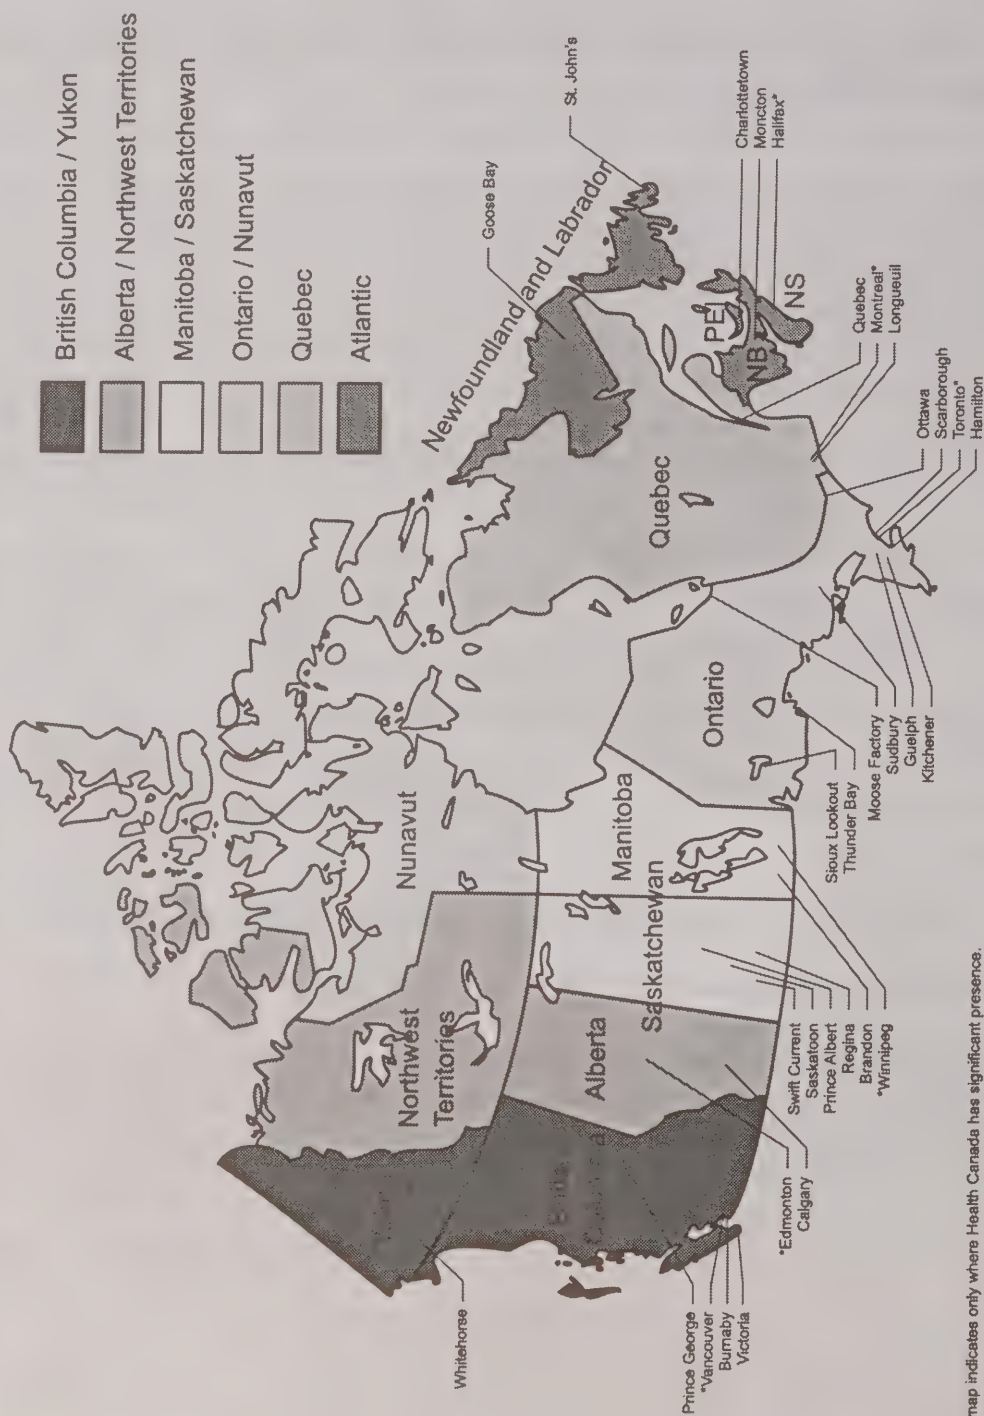 British Columbia / Yukon
Alberta / Northwest Territories
Manitoba / Saskatchewan
Ontario / Nunavut
Quebec
Atlantic
Newfoundland and Labrador
Goose Bay
St. John's
Charlottetown
Moncton
Halifax*
PEI
NB
NS
Quebec
Montreal*
Longueuil
Ottawa
Scarborough
Toronto*
Hamilton
Quebec
Ontario
Nunavut
Manitoba
Saskatchewan
Northwest
Territories
Alberta
Moose Factory
Sudbury
Guelph
Kitchener
Sioux Lookout
Thunder Bay
Swift Current
Saskatoon
Prince Albert
Regina
Brandon
*Winnipeg
*Edmonton
Calgary
Whitehorse
Prince George
*Vancouver
Burnaby
Victoria
map indicates only where Health Canada has significant presence.